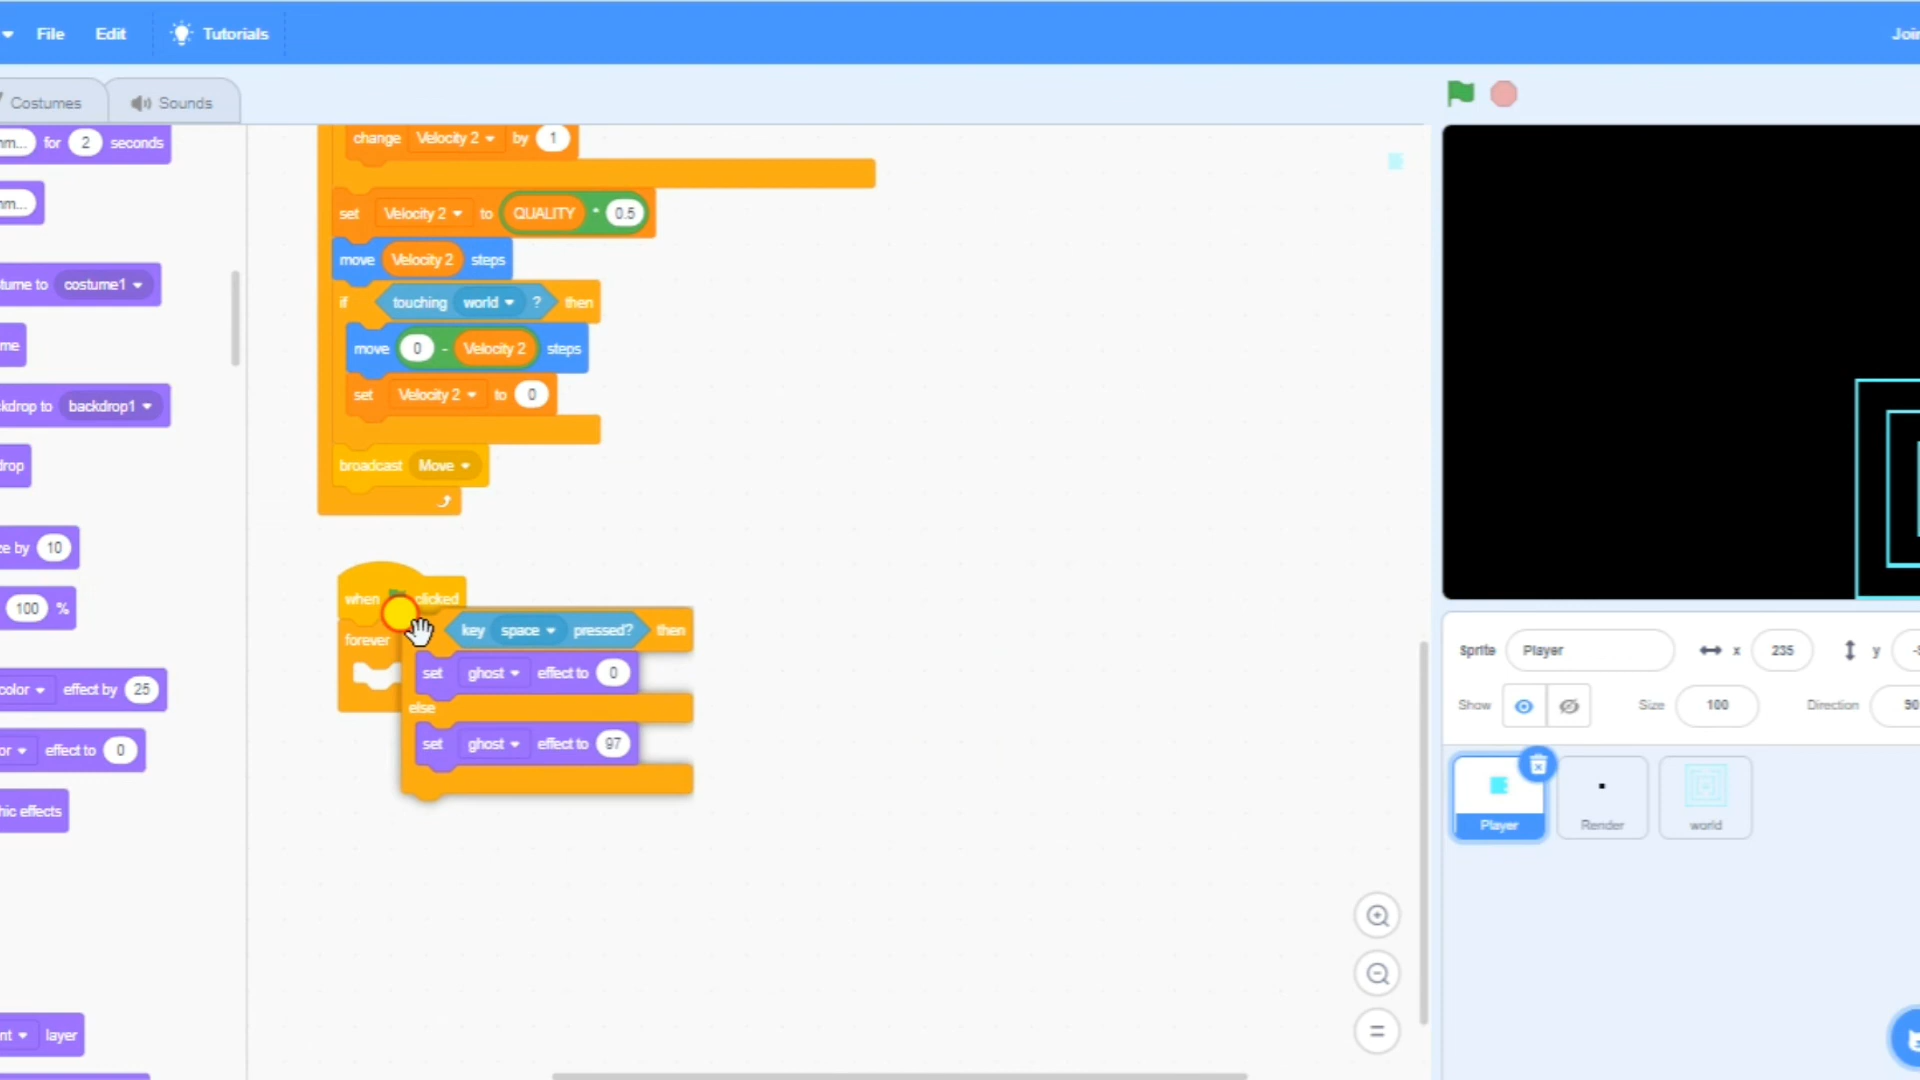 File Edit Tutorials
Join
Costumes Sounds
for 2 seconds
change Velocity 2 by 1
set Velocity 2 to QUALITY * 0.5
costume1
move Velocity 2 steps
if touching world ? then
move 0 - Velocity 2 steps
set Velocity 2 to 0
backdrop1
broadcast Move
by 10
100 %
effect by 25
effect to 0
effects
layer
when clicked
forever
key space pressed? then
set ghost effect to 0
else
set ghost effect to 97
Sprite Player x 235 y
Show Size 100 Direction 90
Player Render world